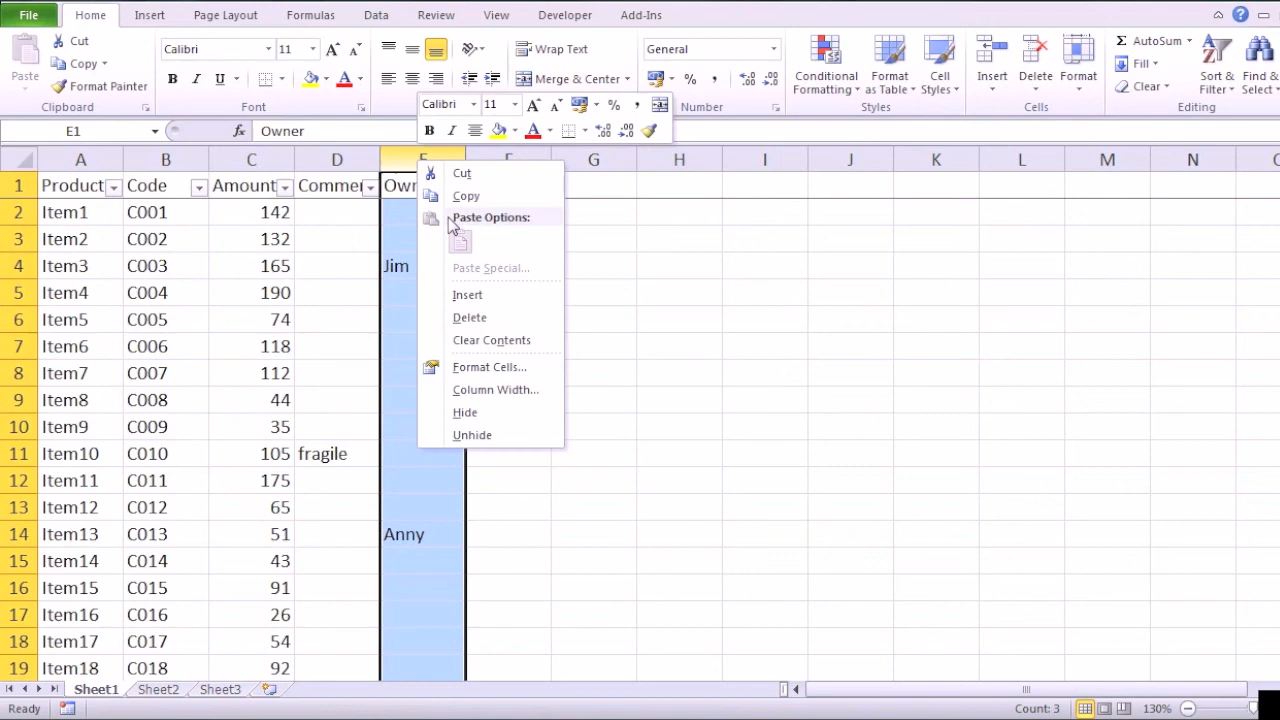 File Home Insert Page Layout Formulas Data Review View Developer Add-Ins
Paste
Cut
Copy
Format Painter
Clipboard
Calibri 11
B I U A
Font
Wrap Text
Merge & Center
General
% ,
Number
Conditional Formatting
Format as Table
Cell Styles
Styles
Insert
Delete
Format
Cells
Σ AutoSum
Fill
Clear
Sort & Filter
Find & Select
Editing
Calibri 11 A A % ,
B I A
E1 fx Owner
A B C D E F G H I J K L M N
1 Product Code Amount Commer Own
2 Item1 C001 142
3 Item2 C002 132
4 Item3 C003 165 Jim
5 Item4 C004 190
6 Item5 C005 74
7 Item6 C006 118
8 Item7 C007 112
9 Item8 C008 44
10 Item9 C009 35
11 Item10 C010 105 fragile
12 Item11 C011 175
13 Item12 C012 65
14 Item13 C013 51 Anny
15 Item14 C014 43
16 Item15 C015 91
17 Item16 C016 26
18 Item17 C017 54
19 Item18 C018 92
Cut
Copy
Paste Options:
Paste Special...
Insert
Delete
Clear Contents
Format Cells...
Column Width...
Hide
Unhide
Sheet1 Sheet2 Sheet3
Ready Count: 3 130%